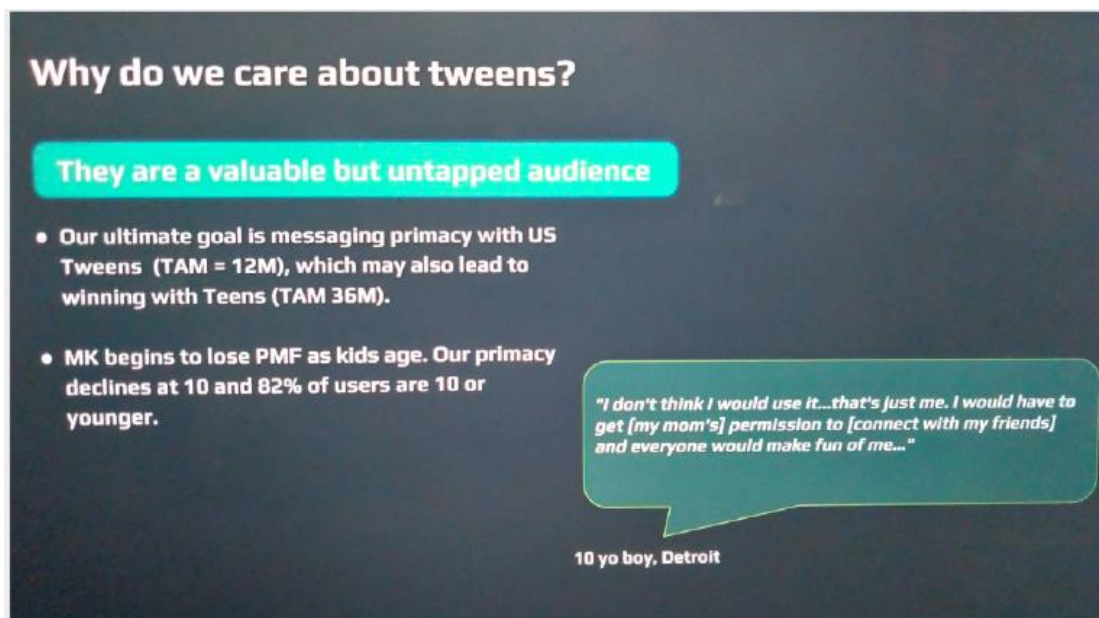 Why do we care about tweens?
They are a valuable but untapped audience
• Our ultimate goal is messaging primacy with US
Tweens (TAM = 12M), which may also lead to
winning with Teens (TAM 36M).
• MK begins to lose PMF as kids age. Our primacy
declines at 10 and 82% of users are 10 or
younger.
"I don't think I would use it...that's just me. I would have to
get [my mom's] permission to [connect with my friends]
and everyone would make fun of me..."
10 yo boy, Detroit